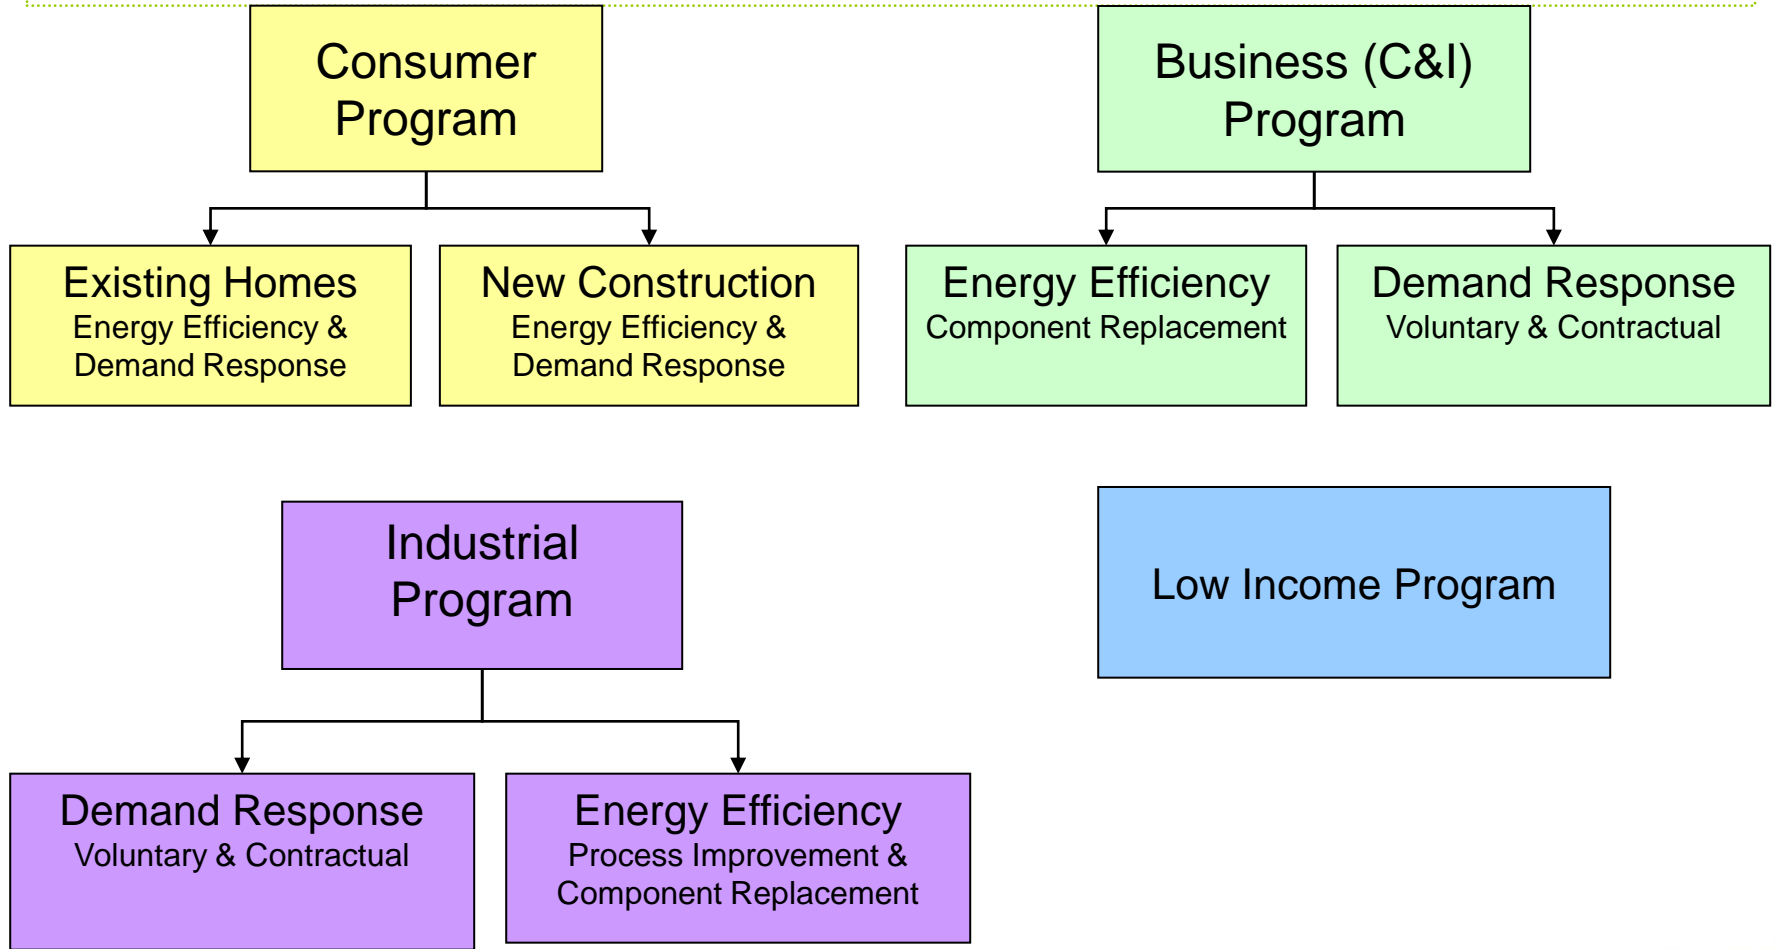 Consumer
Program
Business (C&I)
Program
Existing Homes
Energy Efficiency &
Demand Response
New Construction
Energy Efficiency &
Demand Response
Energy Efficiency
Component Replacement
Demand Response
Voluntary & Contractual
Industrial
Program
Low Income Program
Demand Response
Voluntary & Contractual
Energy Efficiency
Process Improvement &
Component Replacement